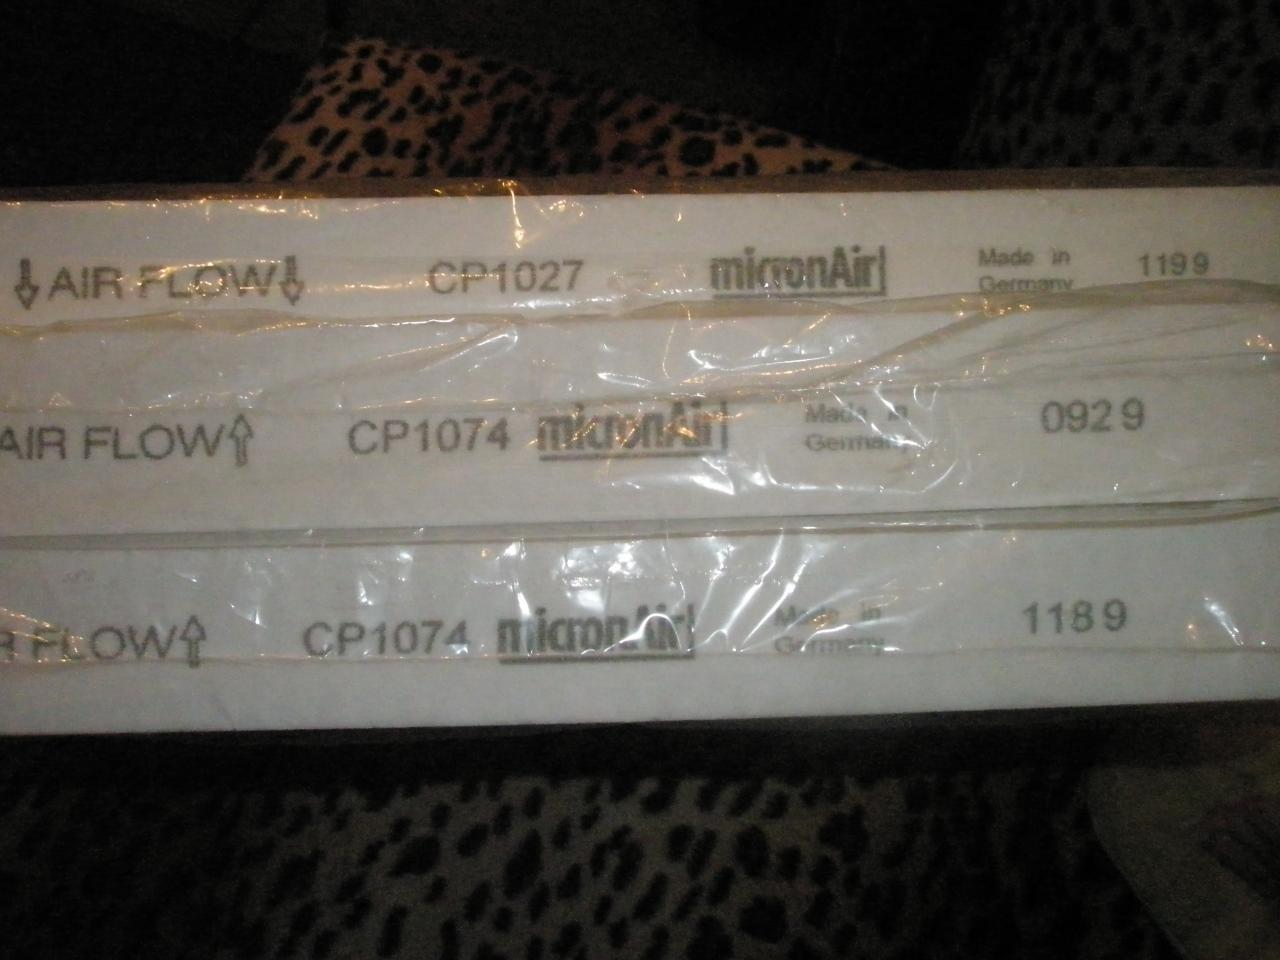 AIR FLOW CP1027 micronAir Made in Germany 1199
AIR FLOW CP1074 micronAir Made in Germany 0929
R FLOW CP1074 micronAir Made in Germany 1189